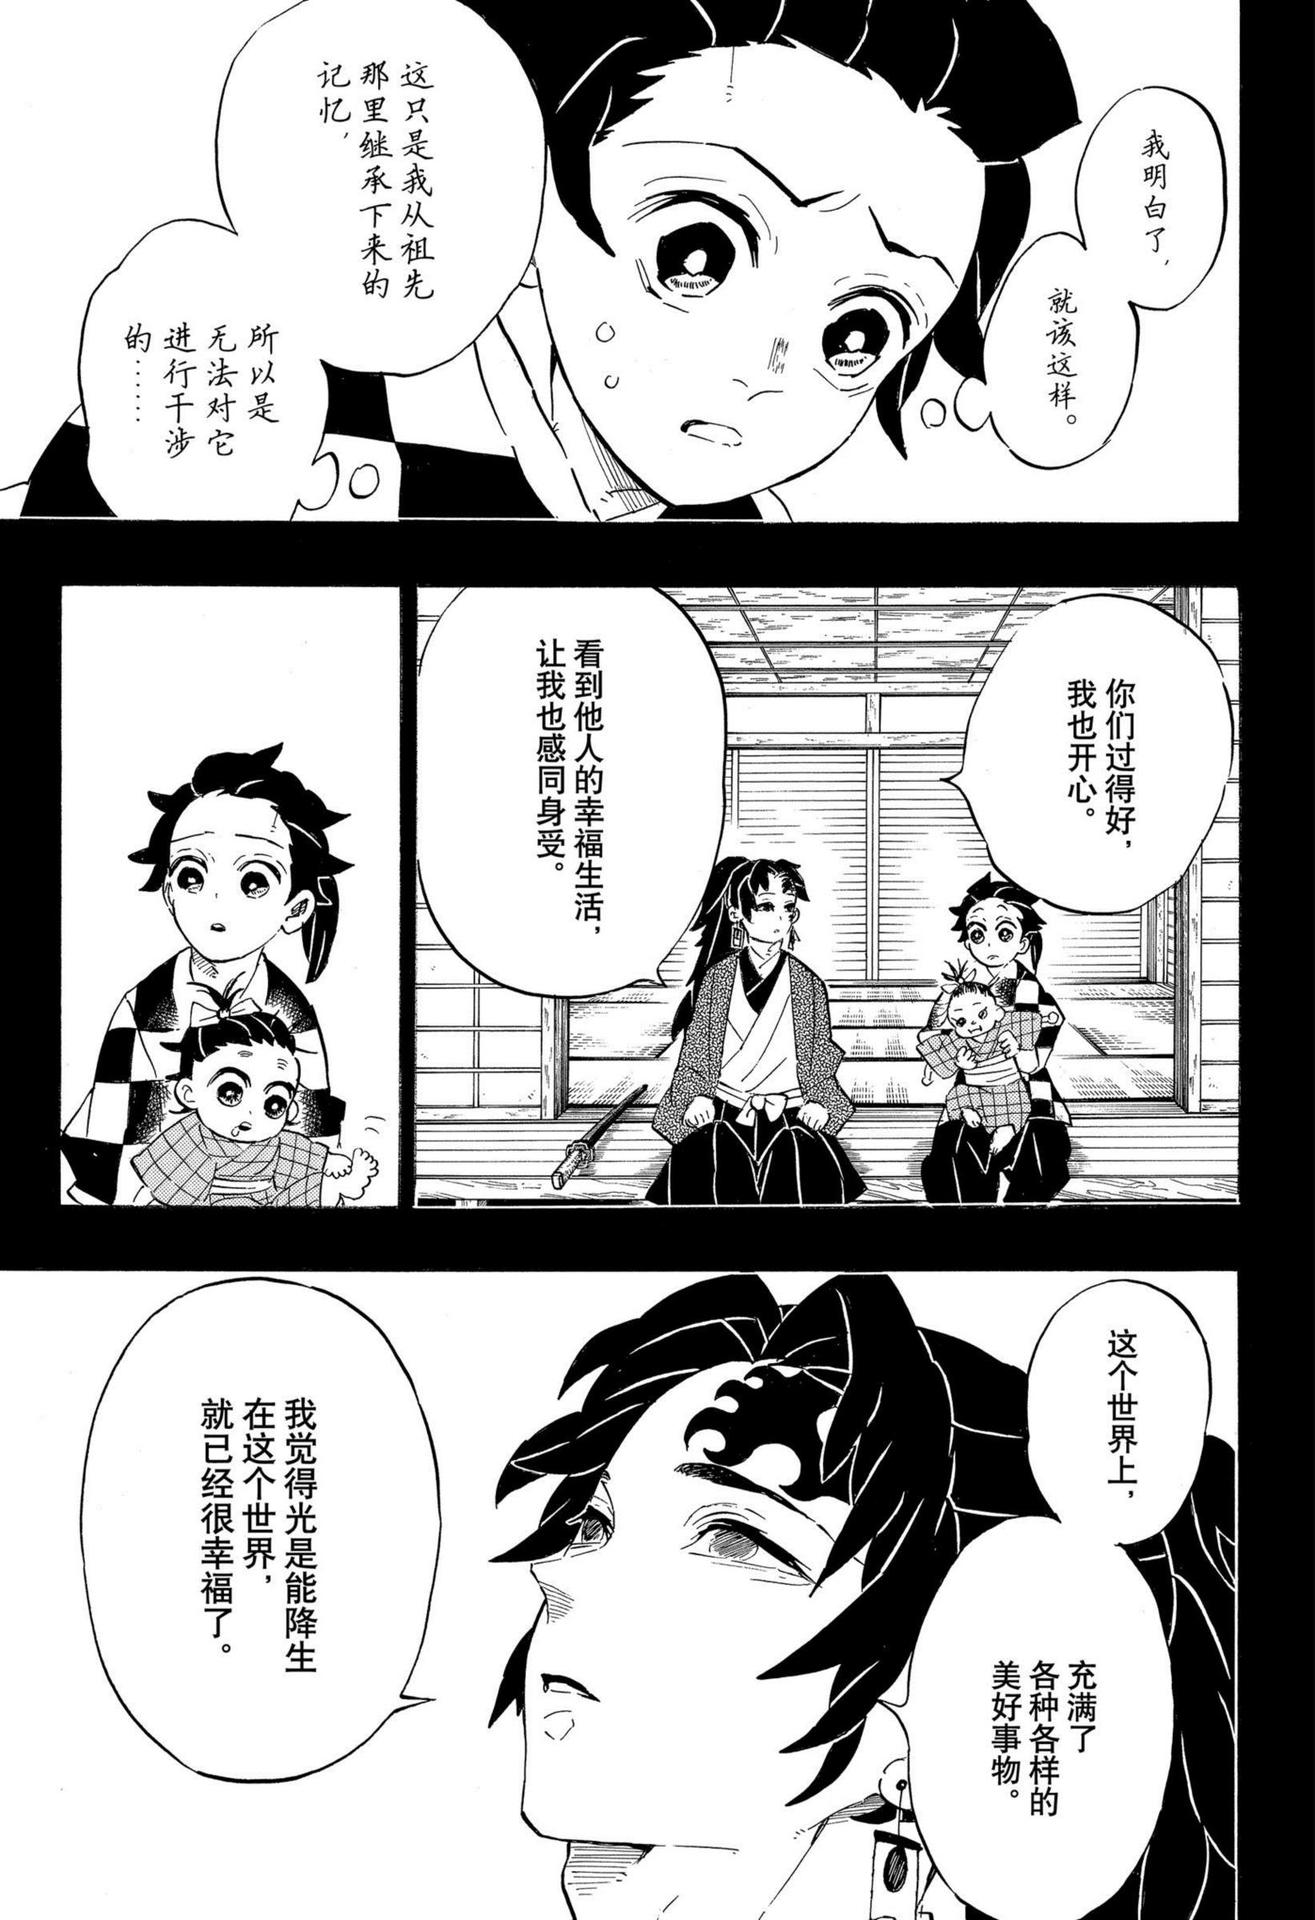 我明白了，
就该这样。
这只是我从祖先
那里继承下来的
记忆，
所以是
无法对它
进行干涉
的……
你们过得好，
我也开心。
看到他人的幸福生活，
让我也感同身受。
这个世界上，
充满了
各种各样的
美好事物。
我觉得光是能降生
在这个世界，
就已经很幸福了。